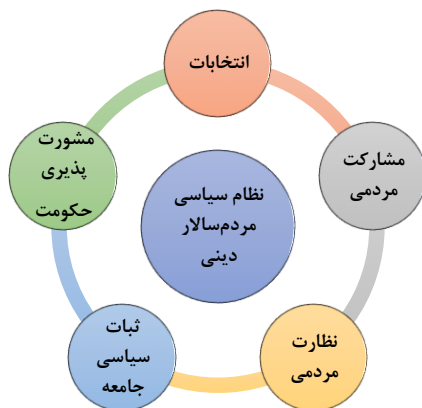 انتخابات
مشارکت
مردمی
نظارت
مردمی
ثبات
سیاسی
جامعه
مشورت
پذیری
حکومت
نظام سیاسی
مردم‌سالار
دینی